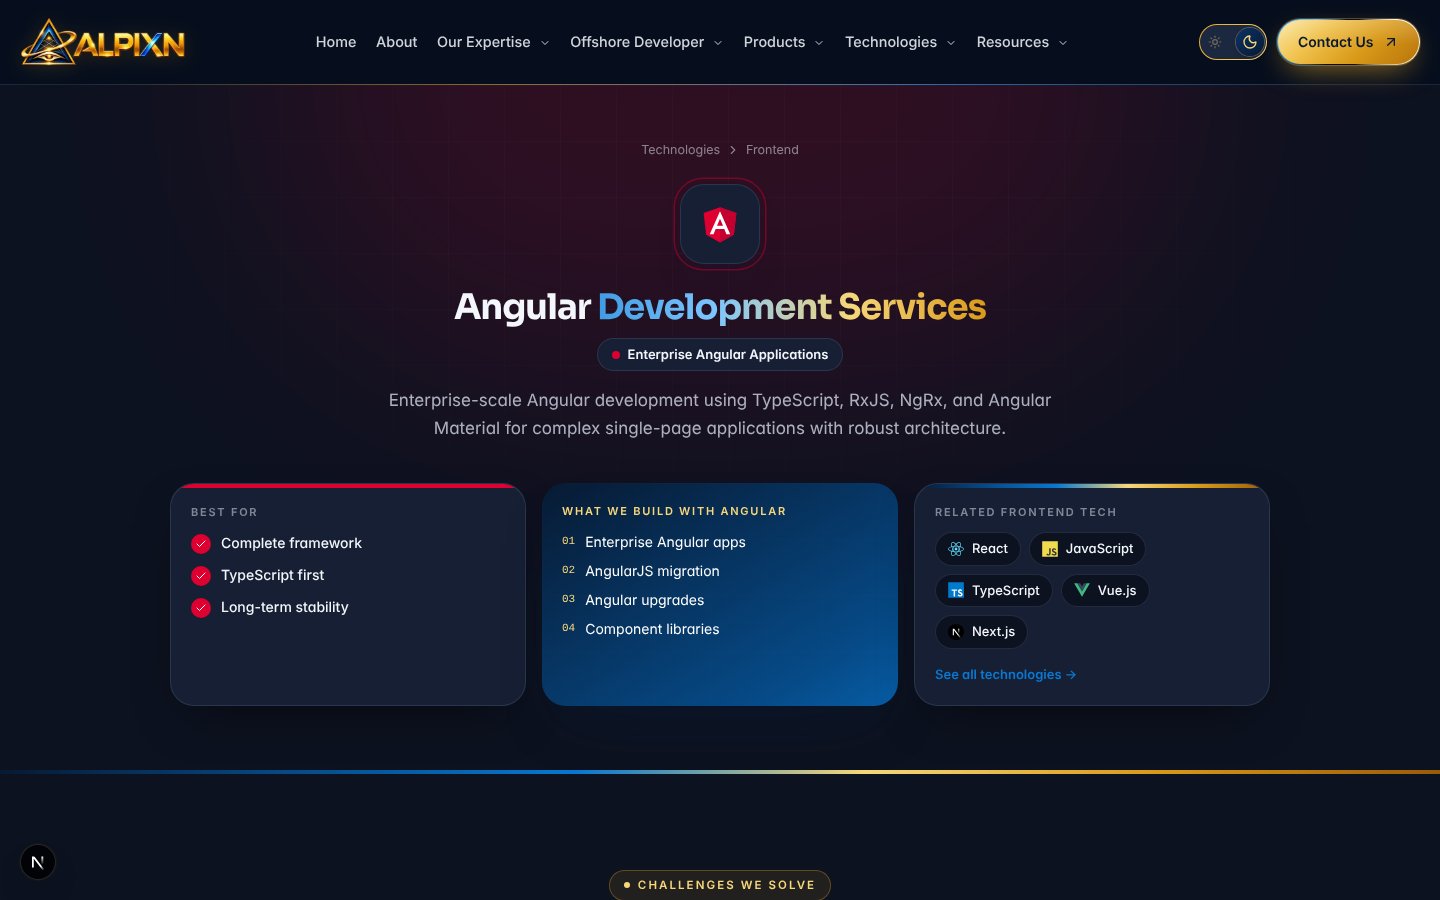 ALPIXN
Home About Our Expertise Offshore Developer Products Technologies Resources
Contact Us
Technologies > Frontend
A
Angular Development Services
Enterprise Angular Applications
Enterprise-scale Angular development using TypeScript, RxJS, NgRx, and Angular
Material for complex single-page applications with robust architecture.
BEST FOR
Complete framework
TypeScript first
Long-term stability
WHAT WE BUILD WITH ANGULAR
01 Enterprise Angular apps
02 AngularJS migration
03 Angular upgrades
04 Component libraries
RELATED FRONTEND TECH
React
JS JavaScript
TS TypeScript
Vue.js
N Next.js
See all technologies →
N
CHALLENGES WE SOLVE